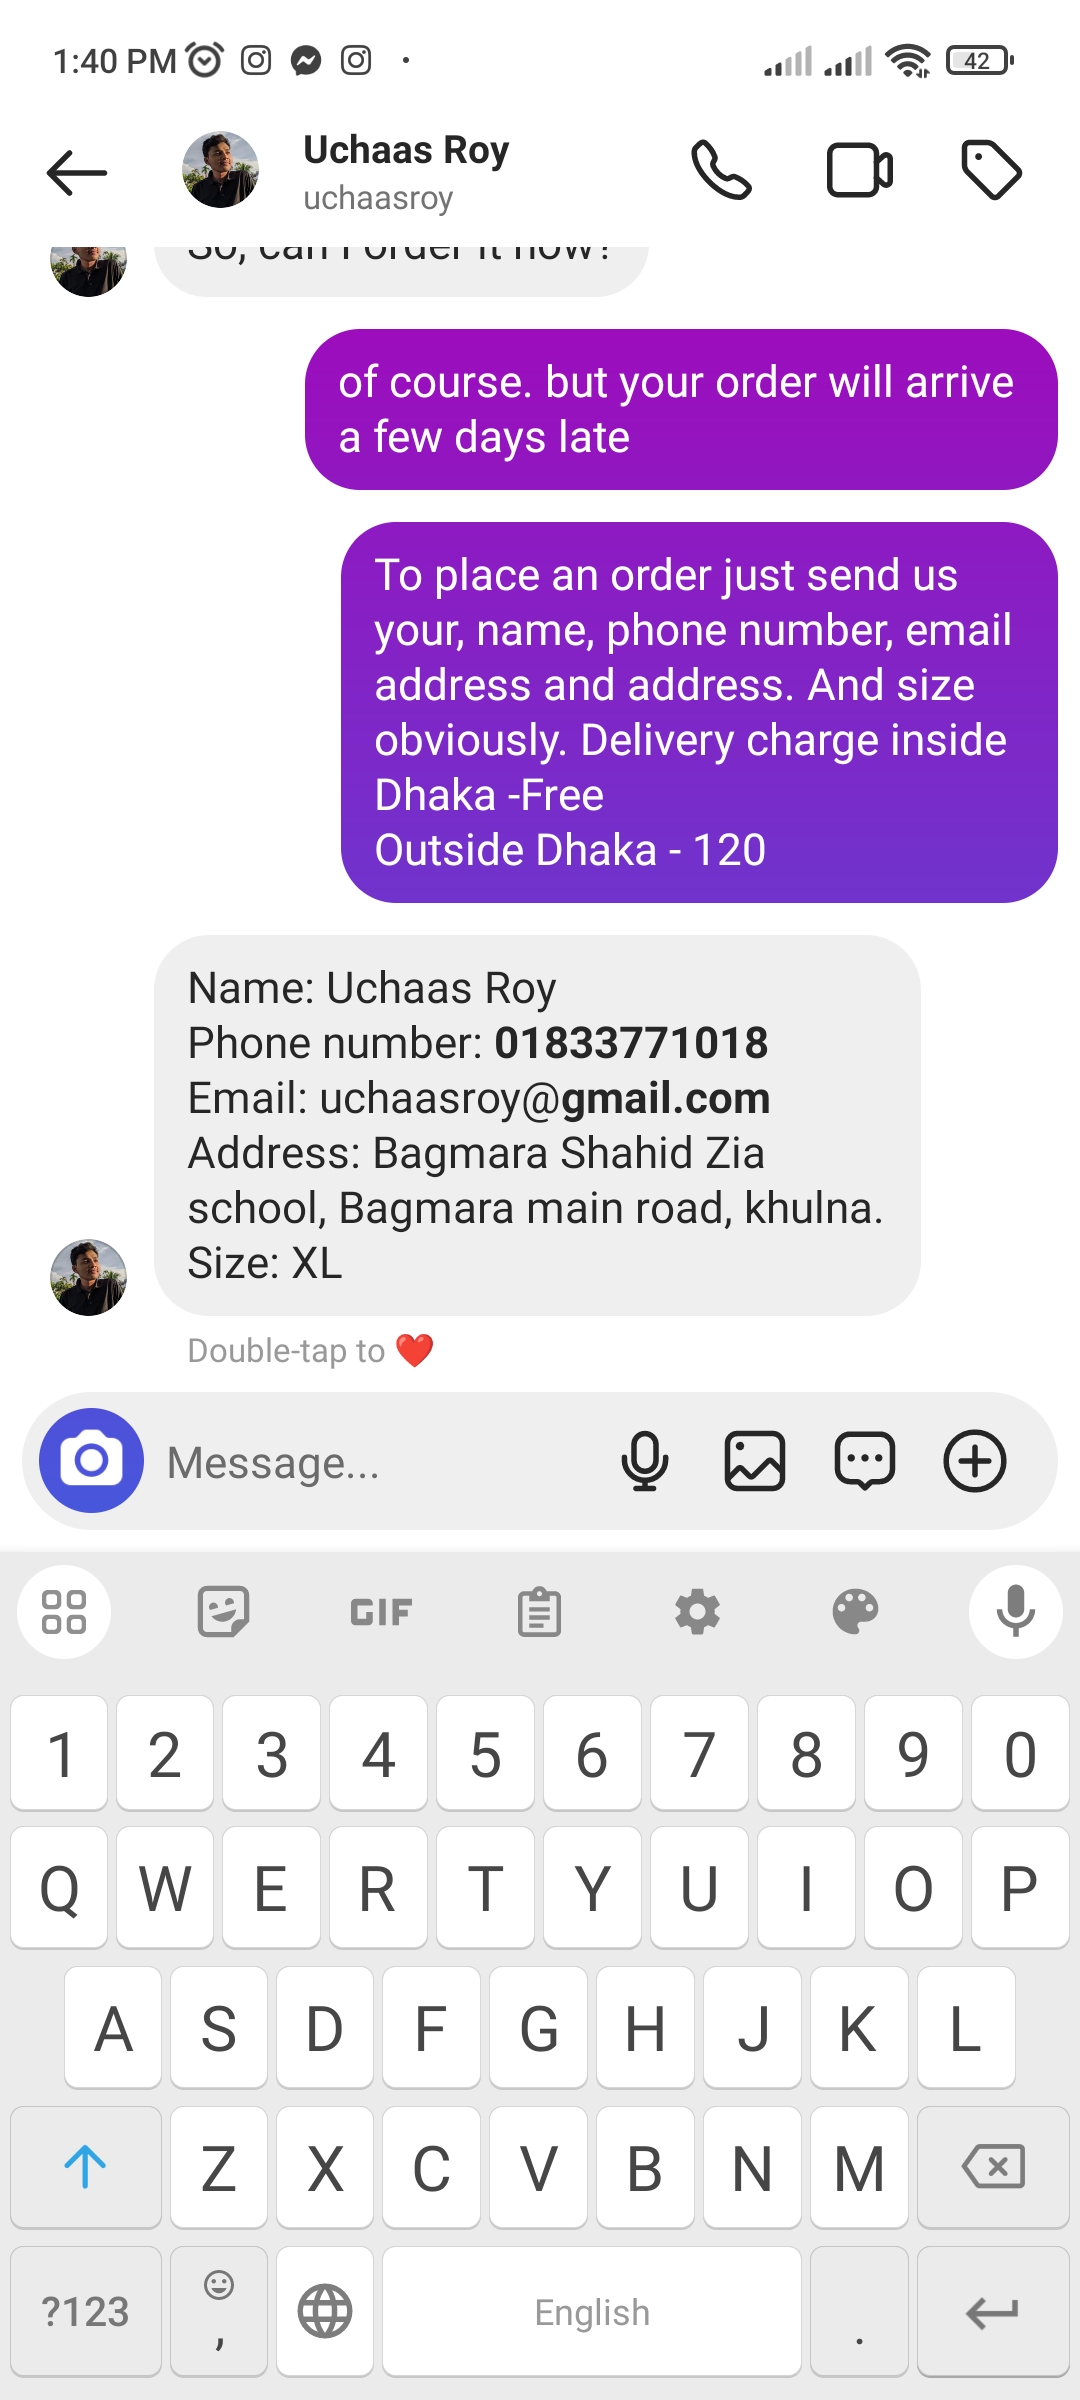 1:40 PM
42
Uchaas Roy
uchaasroy
So, can I order it now?
of course. but your order will arrive
a few days late
To place an order just send us
your, name, phone number, email
address and address. And size
obviously. Delivery charge inside
Dhaka -Free
Outside Dhaka - 120
Name: Uchaas Roy
Phone number: 01833771018
Email: uchaasroy@gmail.com
Address: Bagmara Shahid Zia
school, Bagmara main road, khulna.
Size: XL
Double-tap to ❤️
Message...
GIF
1 2 3 4 5 6 7 8 9 0
Q W E R T Y U I O P
A S D F G H J K L
Z X C V B N M
?123 , English .